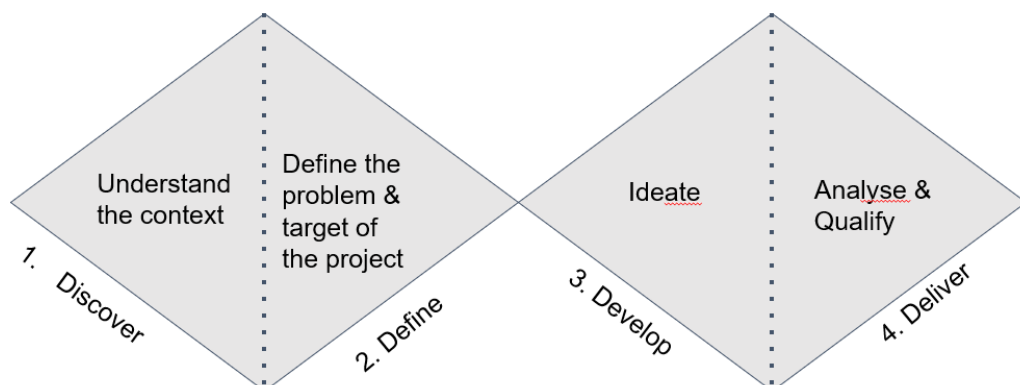 Understand
the context
Define the
problem &
target of
the project
Ideate
Analyse &
Qualify
1. Discover
2. Define
3. Develop
4. Deliver